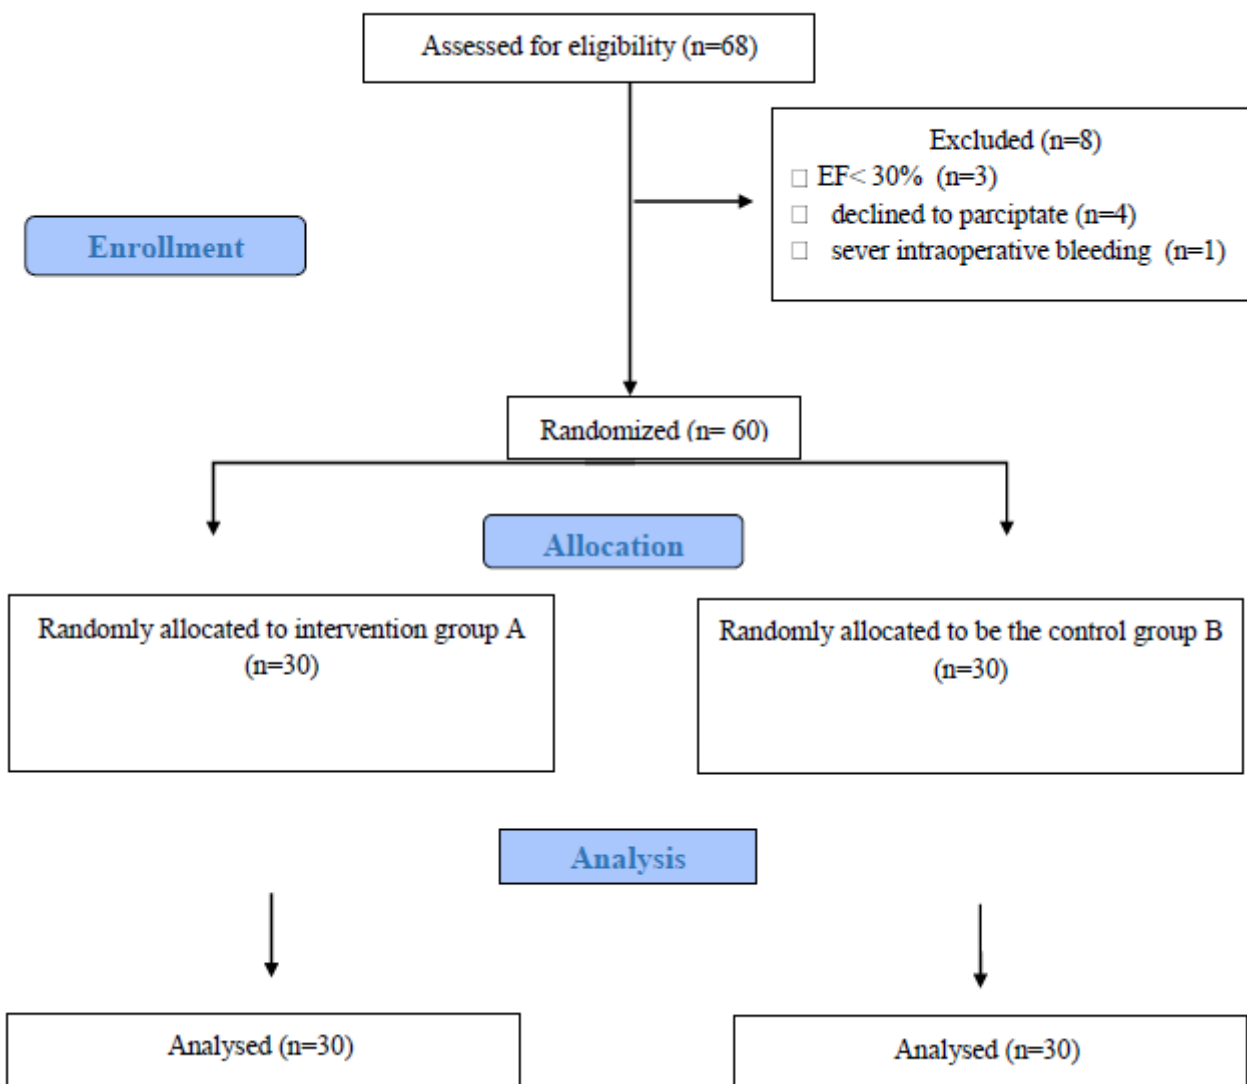 Assessed for eligibility (n=68)
Excluded (n=8)
□ EF< 30% (n=3)
□ declined to parciptate (n=4)
□ sever intraoperative bleeding (n=1)
Enrollment
Randomized (n= 60)
Allocation
Randomly allocated to intervention group A
(n=30)
Randomly allocated to be the control group B
(n=30)
Analysis
Analysed (n=30)
Analysed (n=30)